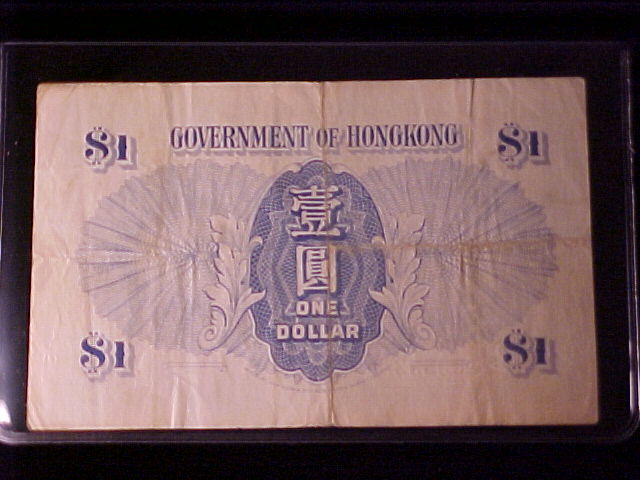 $1 GOVERNMENT OF HONGKONG $1
壹
圓
ONE
DOLLAR
$1 $1